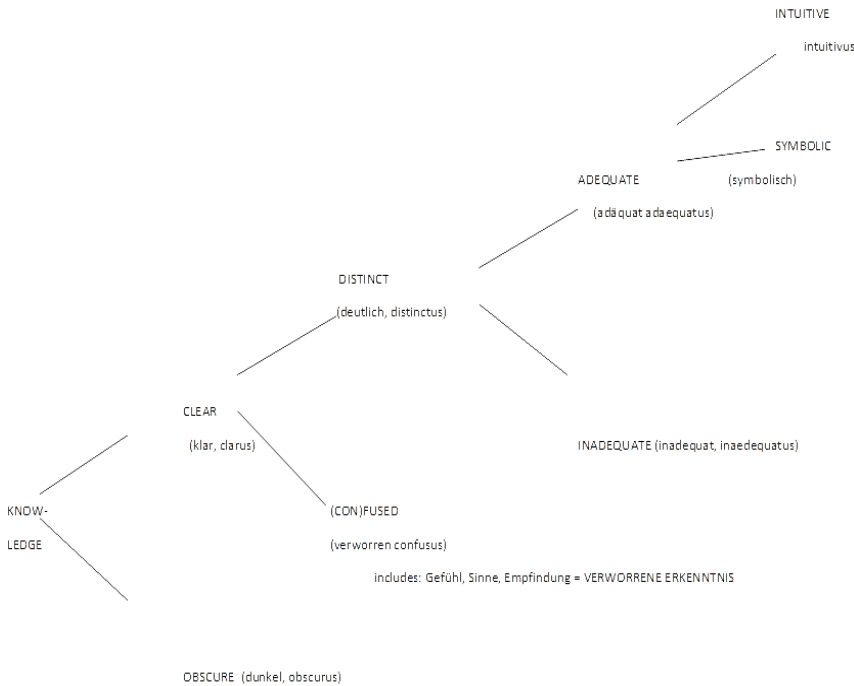 INTUITIVE
intuitivus
SYMBOLIC
ADEQUATE (symbolisch)
(adäquat adaequatus)
DISTINCT
(deutlich, distinctus)
CLEAR
(klar, clarus)
INADEQUATE (inadequat, inaedequatus)
KNOW-
(CON)FUSED
LEDGE
(verworren confusus)
includes: Gefühl, Sinne, Empfindung = VERWORRENE ERKENNTNIS
OBSCURE (dunkel, obscurus)